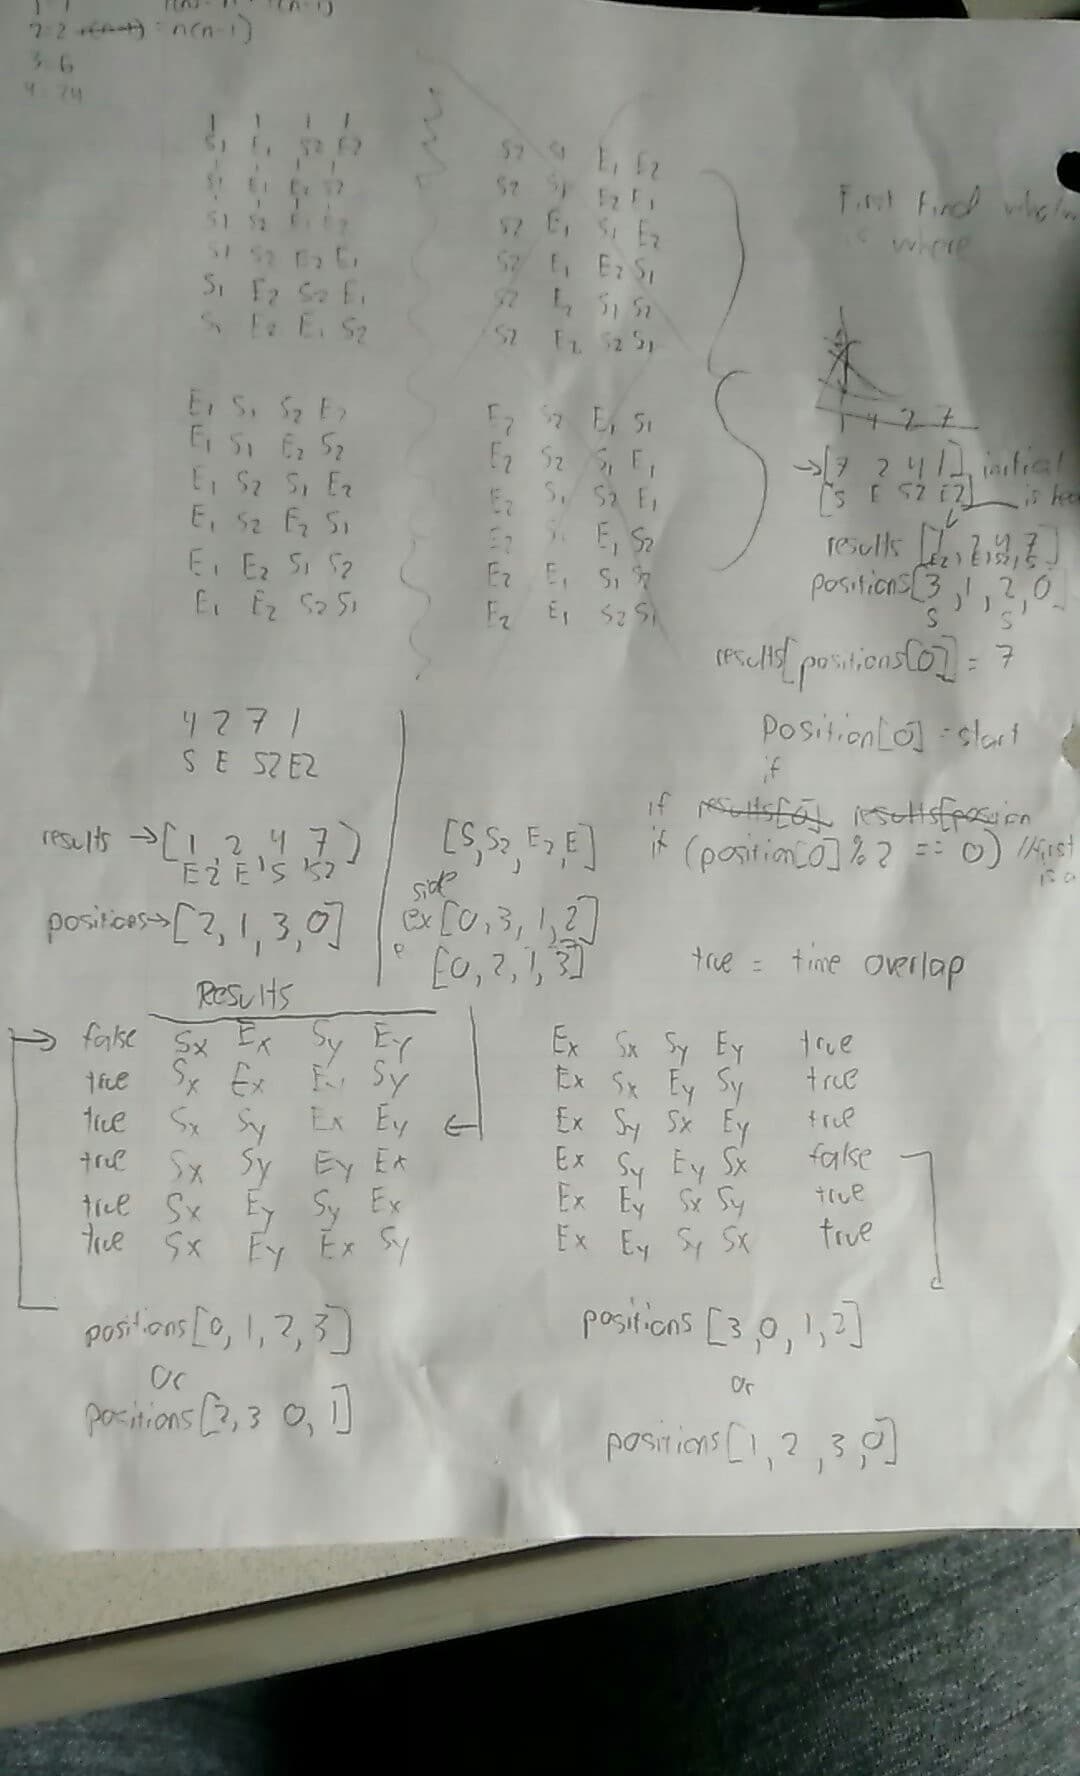 2 2 ~~r(n-1)~~ = n(n-1)
3 6
4 24
1 1 1 1
S1 E1 S2 E2
S1 E1 E2 S2
S1 S2 E1 E2
S1 S2 E2 E1
S1 E2 S2 E1
S1 E2 E1 S2
S2 S1 E1 E2
S2 S1 E2 E1
S2 E1 S1 E2
S2 E1 E2 S1
S2 E2 S1 S2
S2 E2 S2 S1
First find
is where
E1 S1 S2 E2
E1 S1 E2 S2
E1 S2 S1 E2
E1 S2 E2 S1
E1 E2 S1 S2
E1 E2 S2 S1
E2 S2 E1 S1
E2 S2 S1 E1
E2 S1 S2 E1
E2 S1 E1 S2
E2 E1 S1 S2
E2 E1 S2 S1
1 4 2 7
→[7 2 4 1] initial
[S E S2 E2] is
results [1, 2, 4, 7]
E2 E S2 S
positions[3, 1, 2, 0]
S S
results[positions[0]] = 7
Position[0] = start
if
if ~~results[0]~~ ~~results[posion~~
if (position[0] % 2 == 0) //first
is a
true = time overlap
4 2 7 1
S E S2 E2
results →[1, 2, 4, 7]
E2 E S S2
positions→[2, 1, 3, 0]
[S, S2, E2, E]
side
ex [0, 3, 1, 2]
e [0, 2, 1, 3]
Results
false Sx Ex Sy Ey
true Sx Ex Ey Sy
true Sx Sy Ex Ey
true Sx Sy Ey Ex
true Sx Ey Sy Ex
true Sx Ey Ex Sy
positions[0, 1, 2, 3]
or
positions[2, 3 0, 1]
Ex Sx Sy Ey true
Ex Sx Ey Sy true
Ex Sy Sx Ey true
Ex Sy Ey Sx false
Ex Ey Sx Sy true
Ex Ey Sy Sx true
positions [3, 0, 1, 2]
or
positions[1, 2, 3, 0]